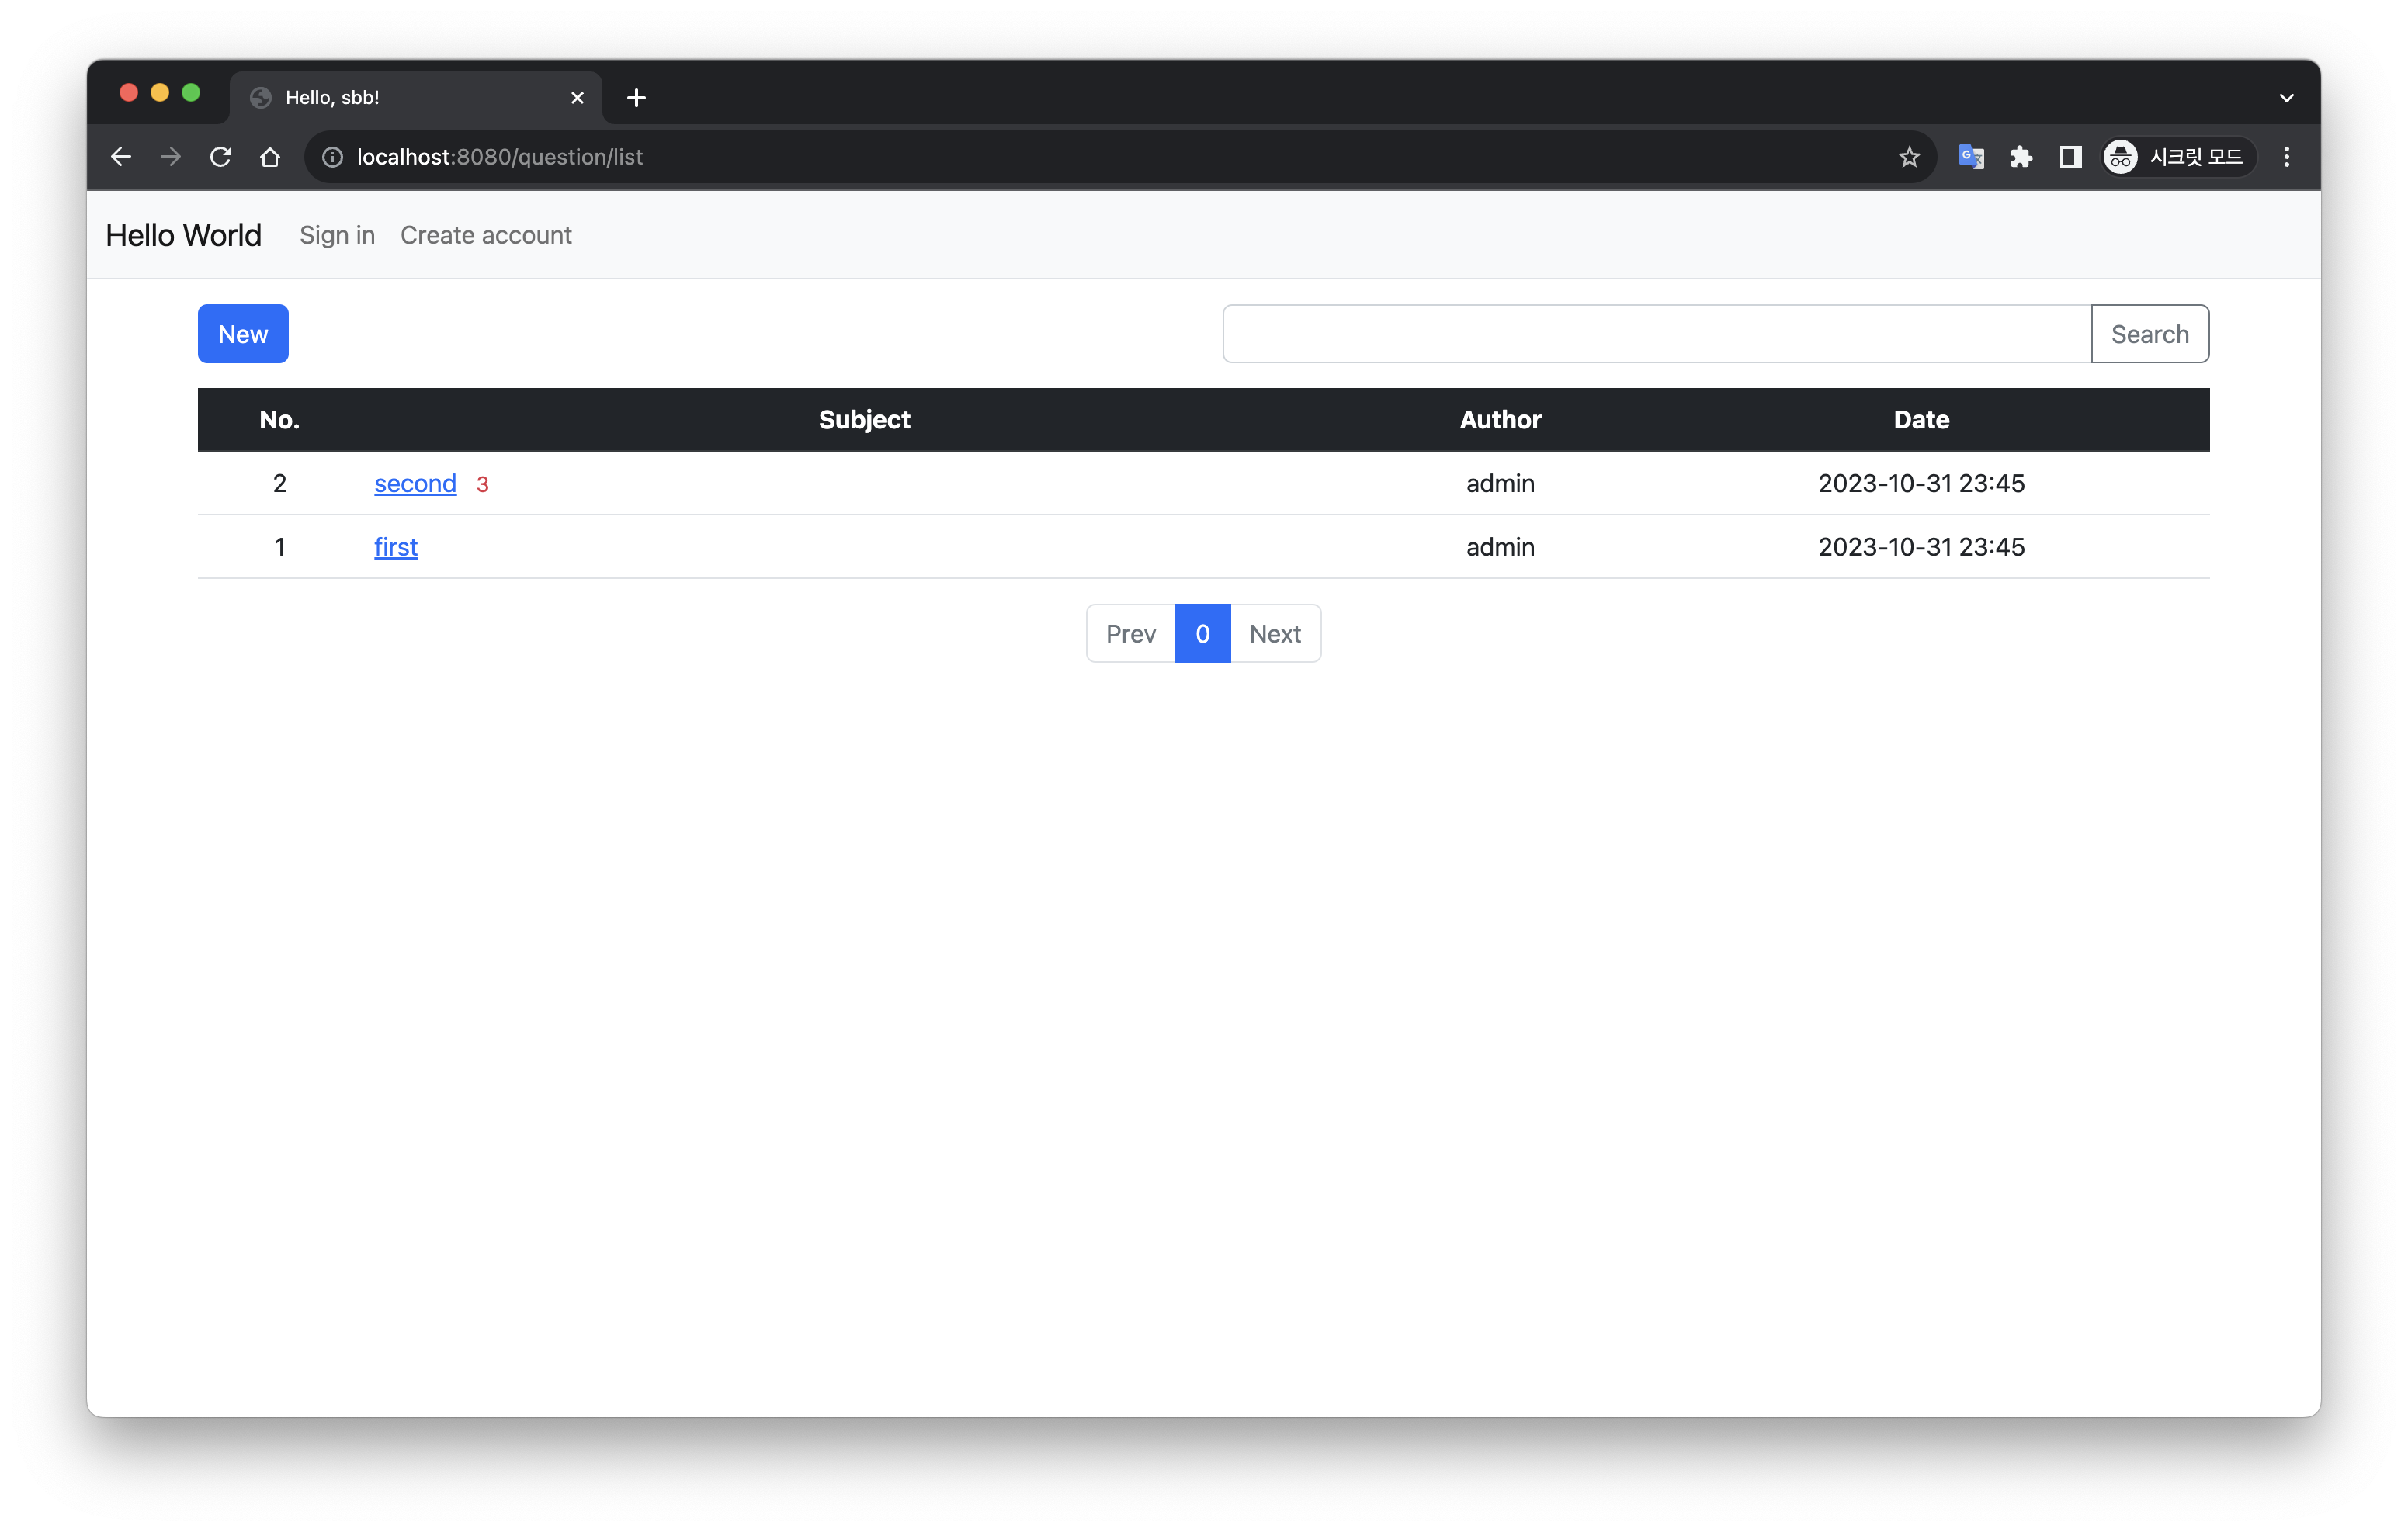 Hello, sbb!
localhost:8080/question/list
시크릿 모드
Hello World Sign in Create account
New Search
No. Subject Author Date
2 second 3 admin 2023-10-31 23:45
1 first admin 2023-10-31 23:45
Prev 0 Next